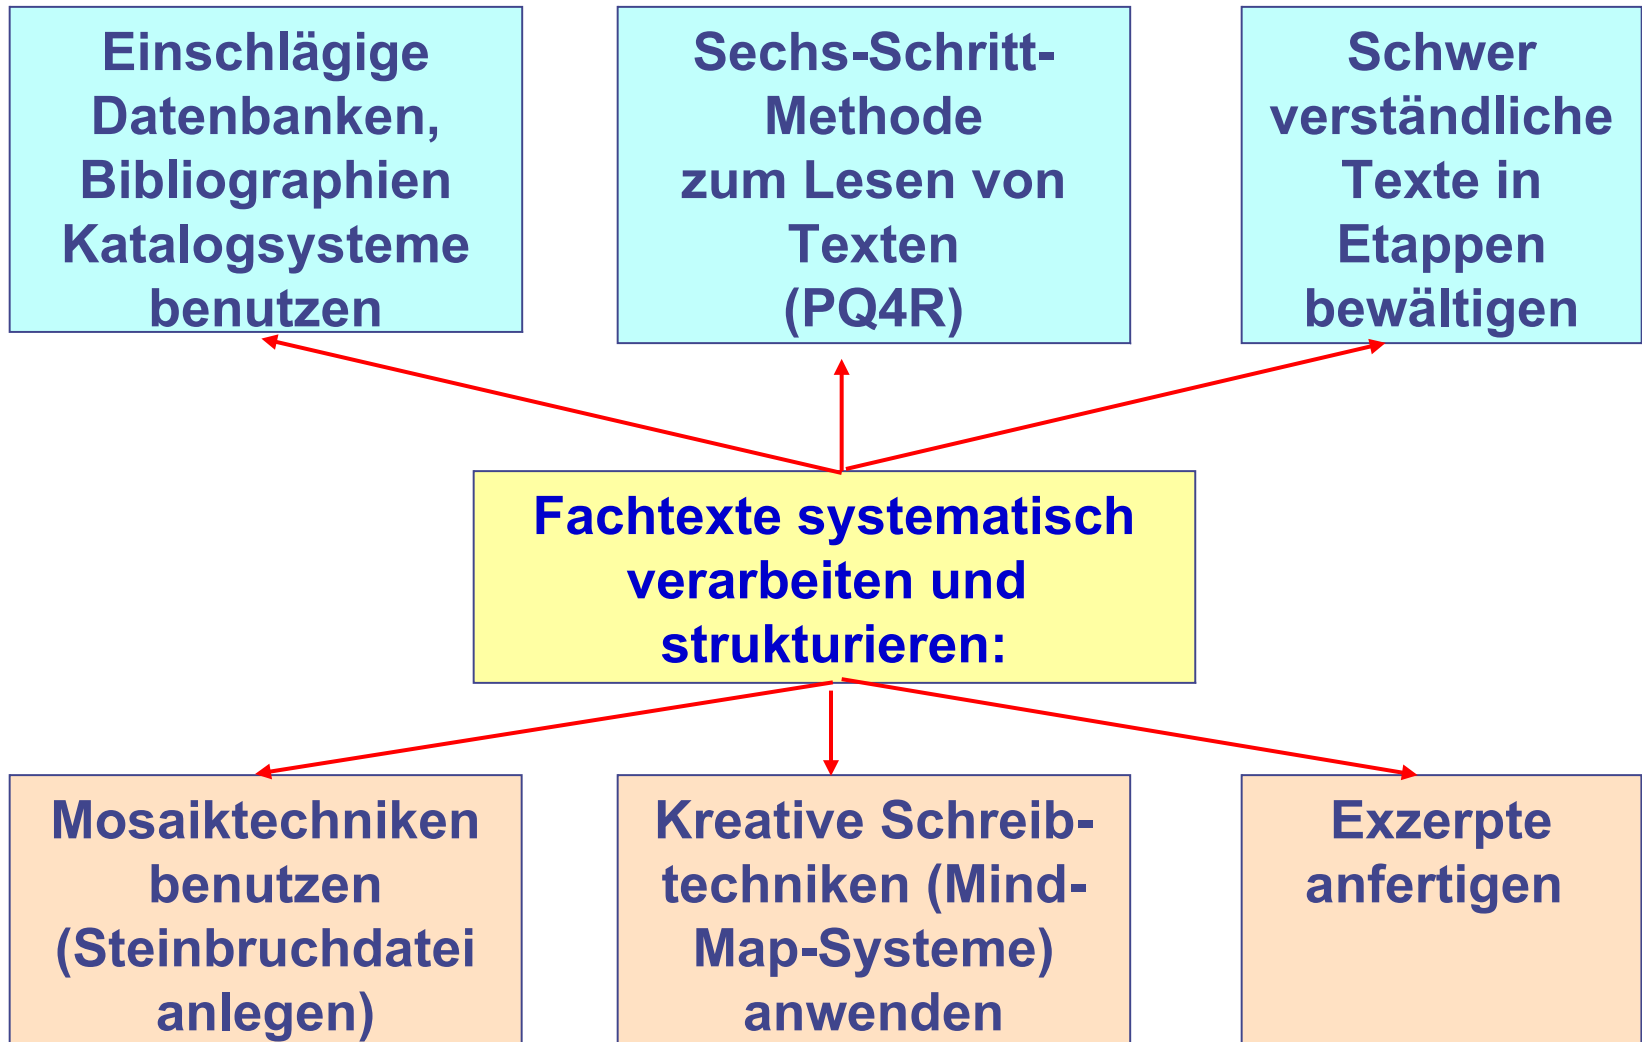 Einschlägige
Datenbanken,
Bibliographien
Katalogsysteme
benutzen
Sechs-Schritt-
Methode
zum Lesen von
Texten
(PQ4R)
Schwer
verständliche
Texte in
Etappen
bewältigen
Fachtexte systematisch
verarbeiten und
strukturieren:
Mosaiktechniken
benutzen
(Steinbruchdatei
anlegen)
Kreative Schreib-
techniken (Mind-
Map-Systeme)
anwenden
Exzerpte
anfertigen